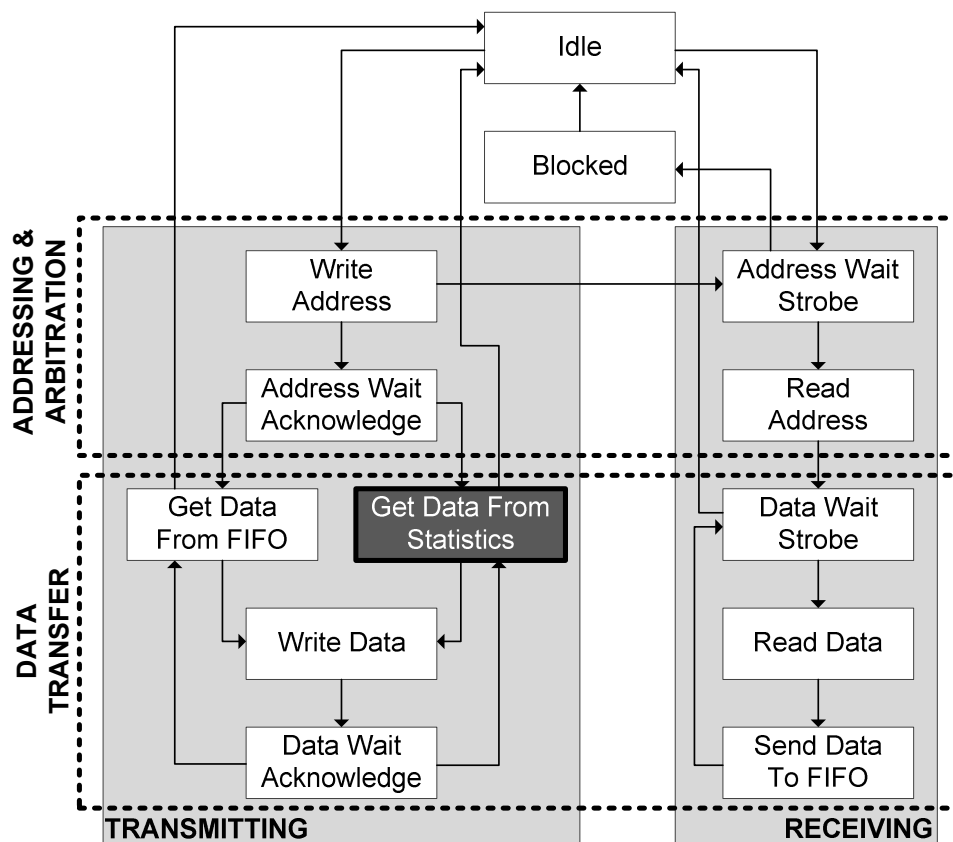 Idle
Blocked
ADDRESSING &
ARBITRATION
Write
Address
Address Wait
Strobe
Address Wait
Acknowledge
Read
Address
DATA
TRANSFER
Get Data
From FIFO
Get Data From
Statistics
Data Wait
Strobe
Write Data
Read Data
Data Wait
Acknowledge
Send Data
To FIFO
TRANSMITTING
RECEIVING